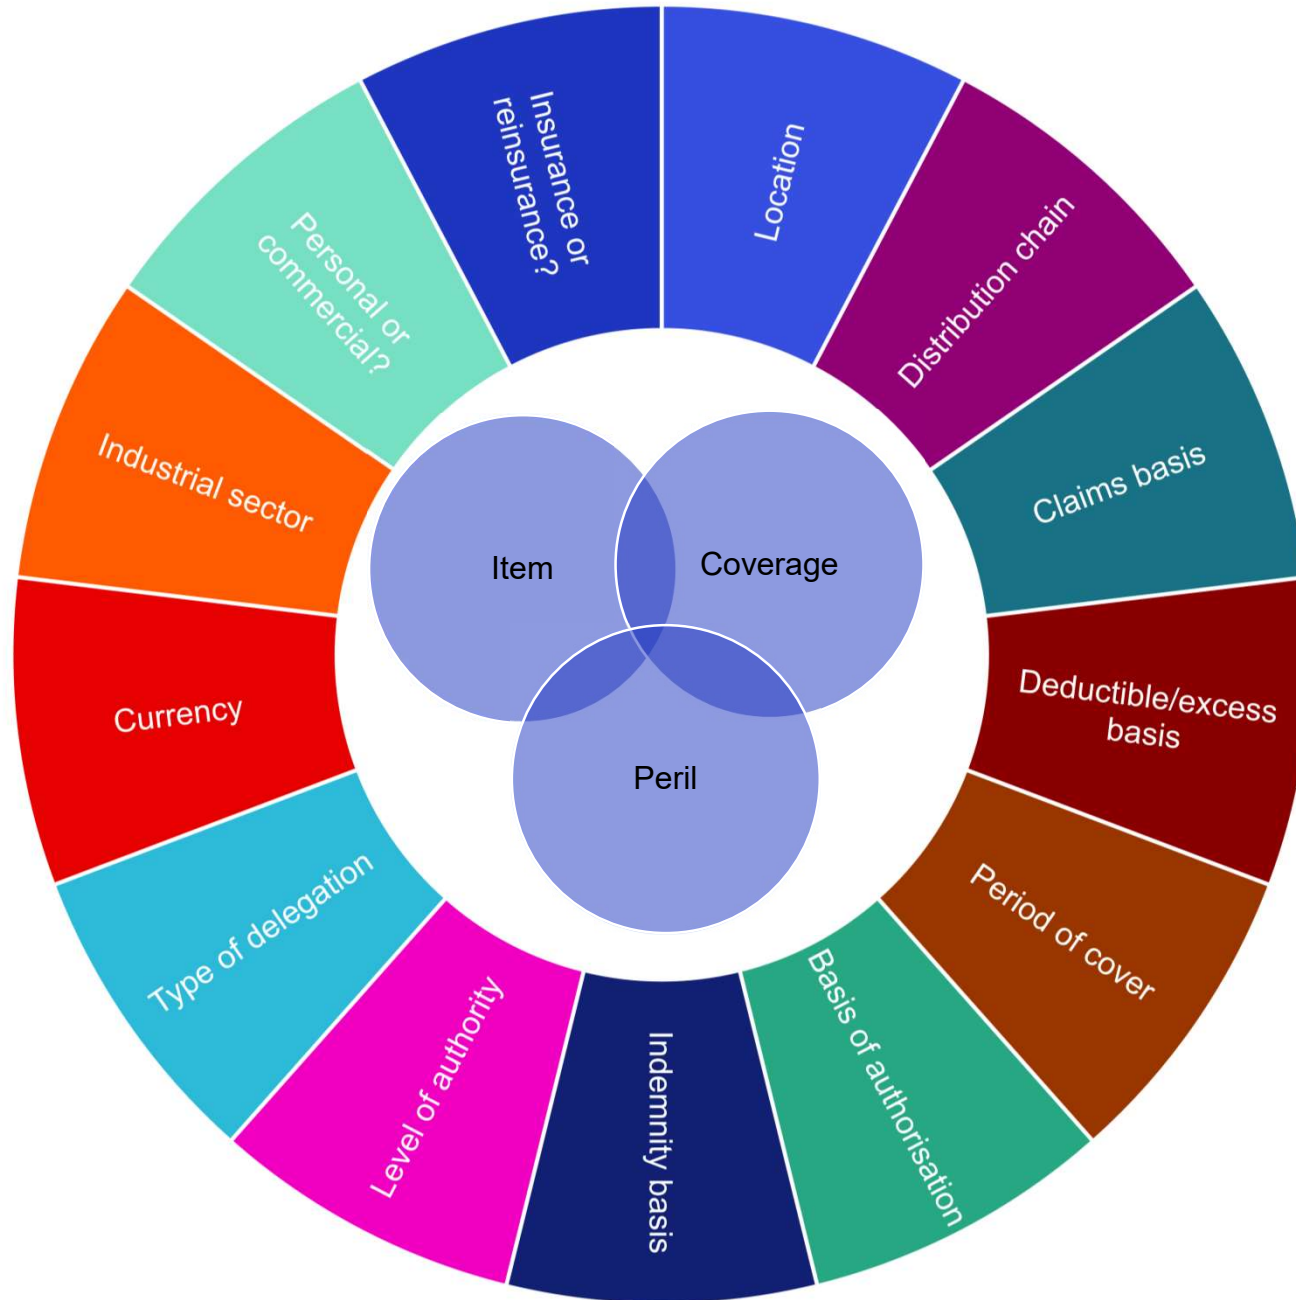 Insurance or
reinsurance?
Location
Distribution chain
Claims basis
Deductible/excess
basis
Period of cover
Basis of authorisation
Indemnity basis
Level of authority
Type of delegation
Currency
Industrial sector
Personal or
commercial?
Item
Coverage
Peril